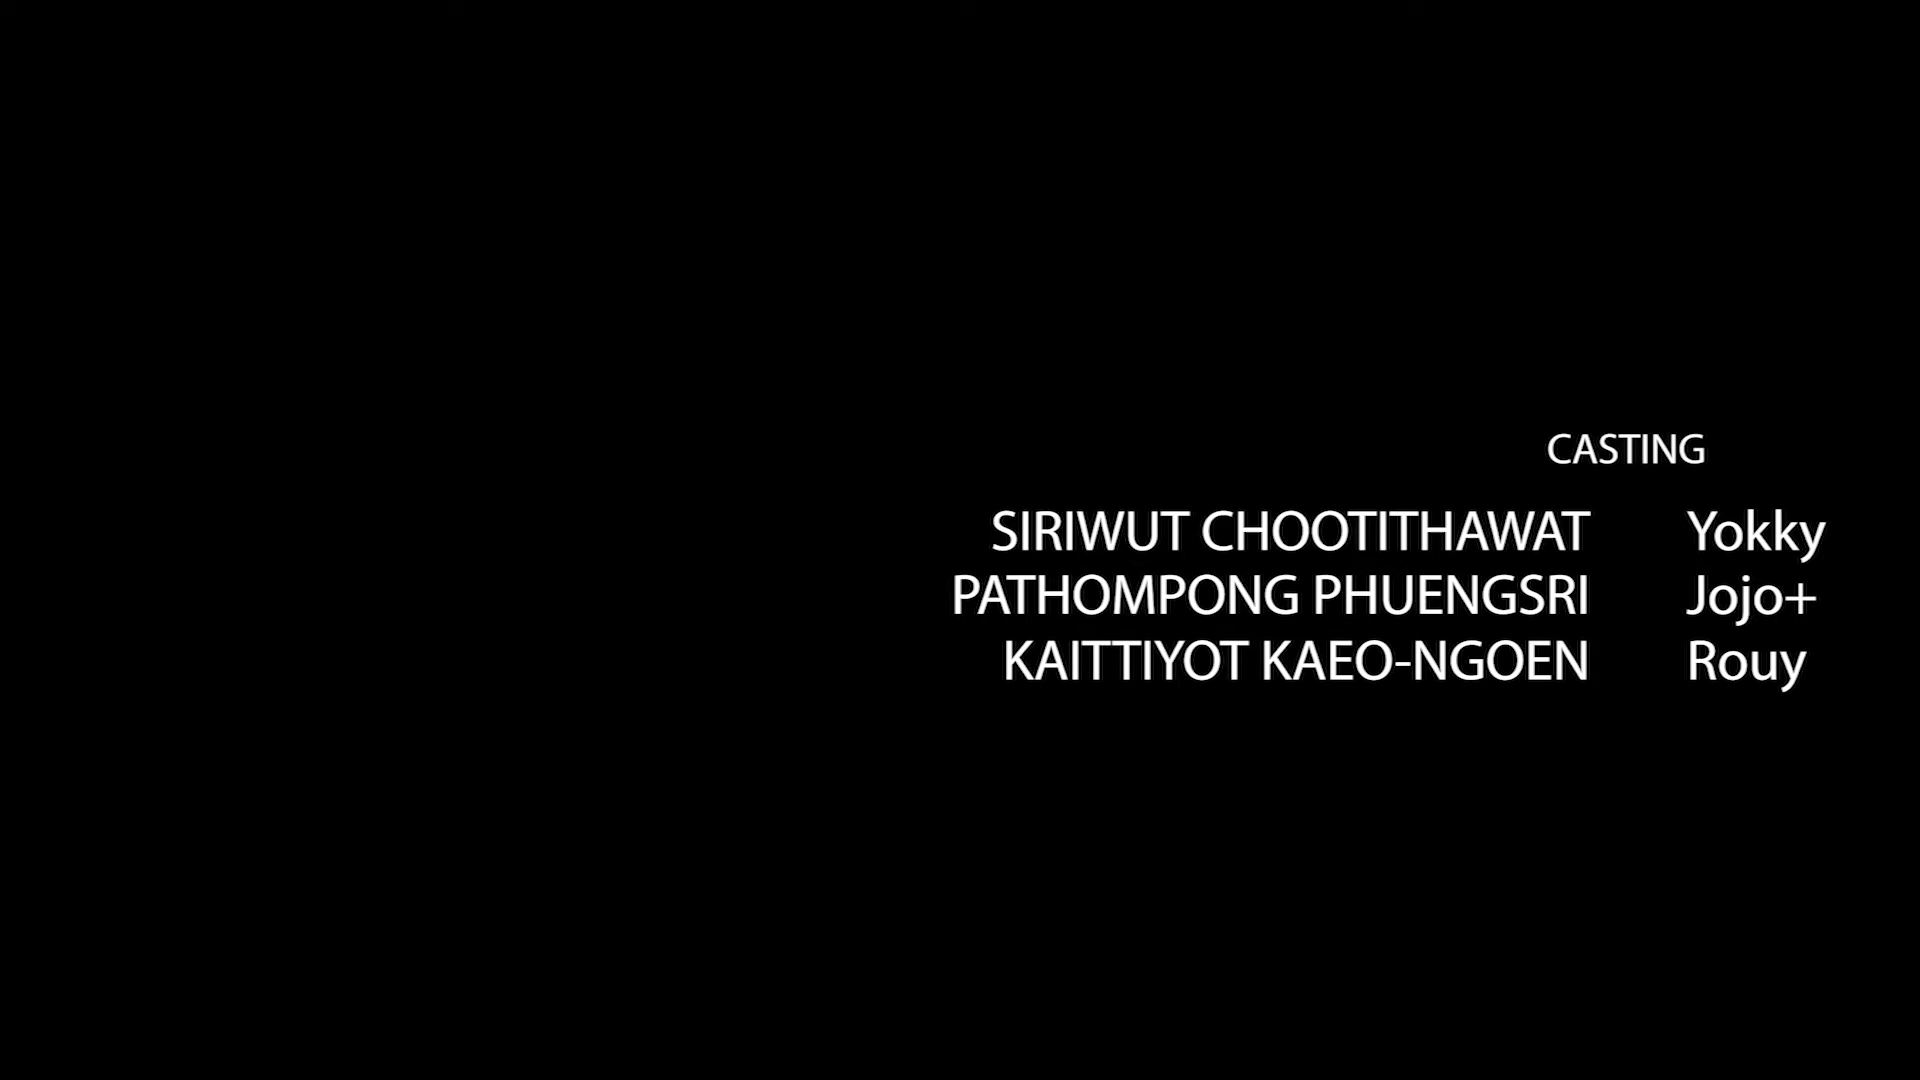 CASTING
SIRIWUT CHOOTITHAWAT Yokky
PATHOMPONG PHUENGSRI Jojo+
KAITTIYOT KAEO-NGOEN Rouy